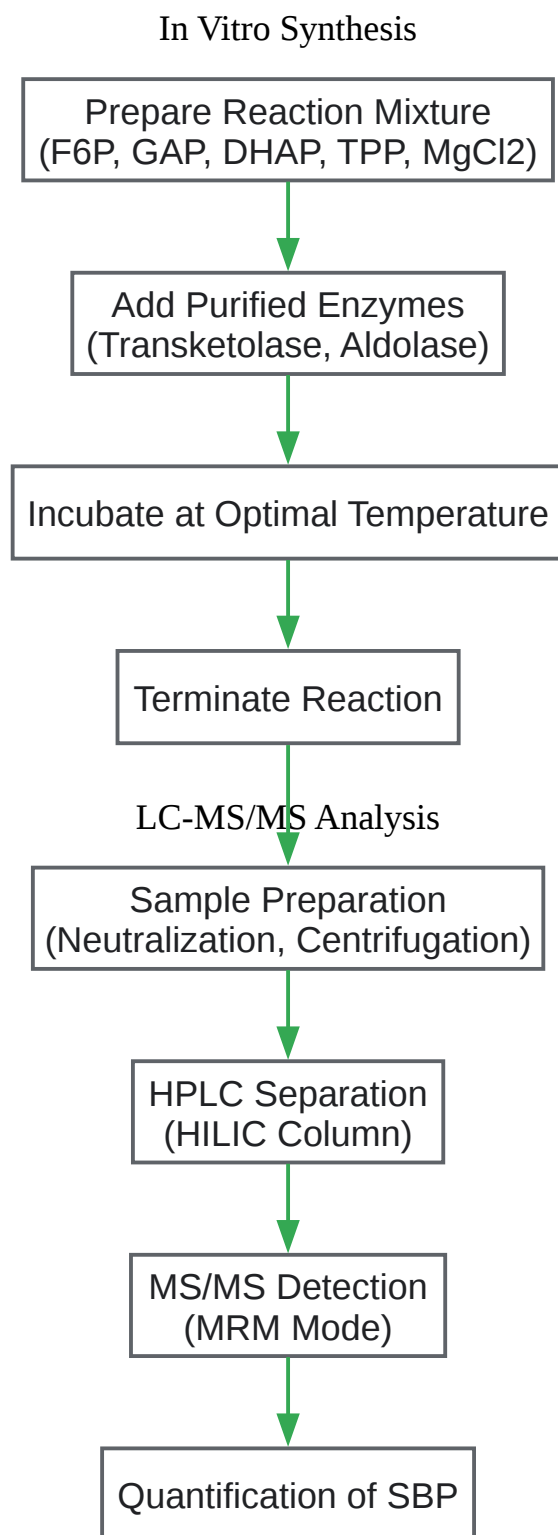 In Vitro Synthesis
Prepare Reaction Mixture
(F6P, GAP, DHAP, TPP, MgCl2)
Add Purified Enzymes
(Transketolase, Aldolase)
Incubate at Optimal Temperature
Terminate Reaction
LC-MS/MS Analysis
Sample Preparation
(Neutralization, Centrifugation)
HPLC Separation
(HILIC Column)
MS/MS Detection
(MRM Mode)
Quantification of SBP